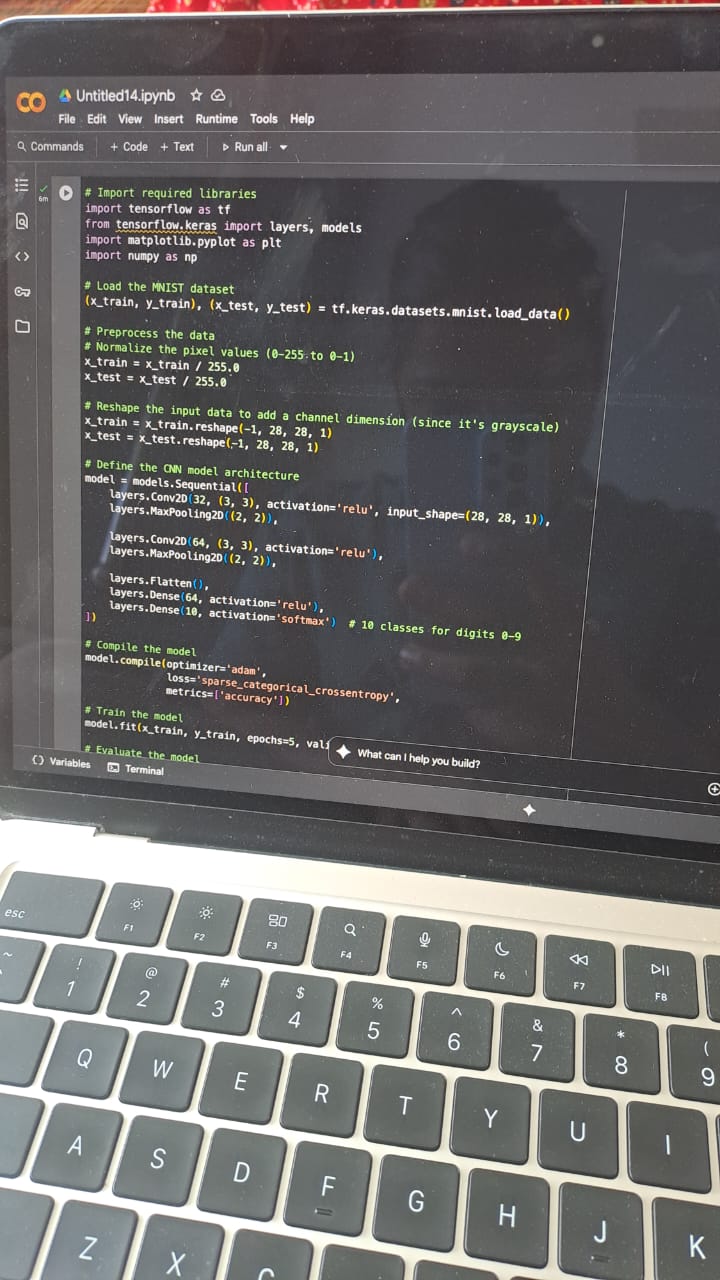 CO
Untitled14.ipynb
File Edit View Insert Runtime Tools Help
Commands + Code + Text Run all
6m
# Import required libraries
import tensorflow as tf
from tensorflow.keras import layers, models
import matplotlib.pyplot as plt
import numpy as np
# Load the MNIST dataset
(x_train, y_train), (x_test, y_test) = tf.keras.datasets.mnist.load_data()
# Preprocess the data
# Normalize the pixel values (0-255 to 0-1)
x_train = x_train / 255.0
x_test = x_test / 255.0
# Reshape the input data to add a channel dimension (since it's grayscale)
x_train = x_train.reshape(-1, 28, 28, 1)
x_test = x_test.reshape(-1, 28, 28, 1)
# Define the CNN model architecture
model = models.Sequential([
layers.Conv2D(32, (3, 3), activation='relu', input_shape=(28, 28, 1)),
layers.MaxPooling2D((2, 2)),
layers.Conv2D(64, (3, 3), activation='relu'),
layers.MaxPooling2D((2, 2)),
layers.Flatten(),
layers.Dense(64, activation='relu'),
layers.Dense(10, activation='softmax') # 10 classes for digits 0-9
])
# Compile the model
model.compile(optimizer='adam',
loss='sparse_categorical_crossentropy',
metrics=['accuracy'])
# Train the model
model.fit(x_train, y_train, epochs=5,
What can I help you build?
# Evaluate the model
Variables Terminal
esc F1 F2 F3 F4 F5 F6 F7 F8
~ ! @ # $ % ^ & * (
1 2 3 4 5 6 7 8 9
Q W E R T Y U I
A S D F G H J K
Z X